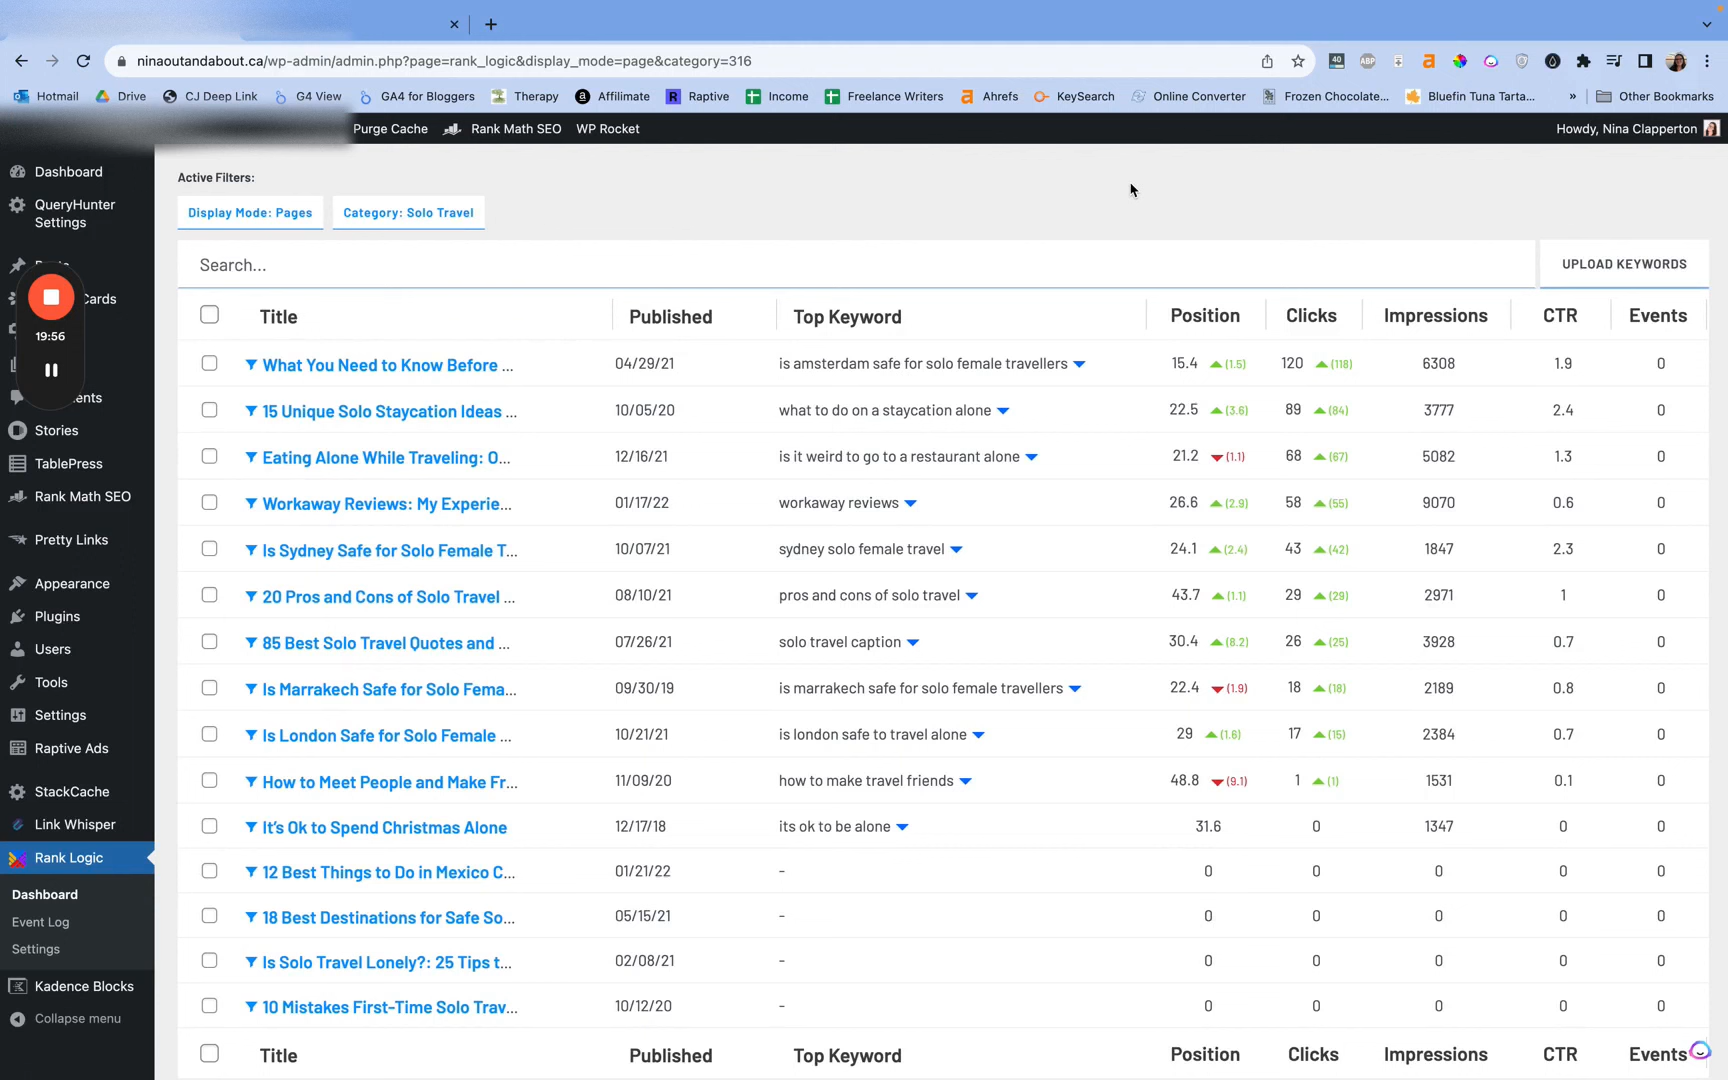 ninaoutandabout.ca/wp-admin/admin.php?page=rank_logic&display_mode=page&category=316
40
ABP
Hotmail Drive CJ Deep Link G4 View GA4 for Bloggers Therapy Affilimate Raptive Income Freelance Writers Ahrefs KeySearch Online Converter Frozen Chocolate... Bluefin Tuna Tarta... » Other Bookmarks
Purge Cache Rank Math SEO WP Rocket Howdy, Nina Clapperton
Dashboard
QueryHunter
Settings
Cards
19:56
ents
Stories
TablePress
Rank Math SEO
Pretty Links
Appearance
Plugins
Users
Tools
Settings
Raptive Ads
StackCache
Link Whisper
Rank Logic
Dashboard
Event Log
Settings
Kadence Blocks
Collapse menu
Active Filters:
Display Mode: Pages Category: Solo Travel
Search... UPLOAD KEYWORDS
Title Published Top Keyword Position Clicks Impressions CTR Events
What You Need to Know Before ... 04/29/21 is amsterdam safe for solo female travellers 15.4 (1.5) 120 (118) 6308 1.9 0
15 Unique Solo Staycation Ideas ... 10/05/20 what to do on a staycation alone 22.5 (3.6) 89 (84) 3777 2.4 0
Eating Alone While Traveling: O... 12/16/21 is it weird to go to a restaurant alone 21.2 (1.1) 68 (67) 5082 1.3 0
Workaway Reviews: My Experie... 01/17/22 workaway reviews 26.6 (2.9) 58 (55) 9070 0.6 0
Is Sydney Safe for Solo Female T... 10/07/21 sydney solo female travel 24.1 (2.4) 43 (42) 1847 2.3 0
20 Pros and Cons of Solo Travel ... 08/10/21 pros and cons of solo travel 43.7 (1.1) 29 (29) 2971 1 0
85 Best Solo Travel Quotes and ... 07/26/21 solo travel caption 30.4 (8.2) 26 (25) 3928 0.7 0
Is Marrakech Safe for Solo Fema... 09/30/19 is marrakech safe for solo female travellers 22.4 (1.9) 18 (18) 2189 0.8 0
Is London Safe for Solo Female ... 10/21/21 is london safe to travel alone 29 (1.6) 17 (15) 2384 0.7 0
How to Meet People and Make Fr... 11/09/20 how to make travel friends 48.8 (9.1) 1 (1) 1531 0.1 0
It's Ok to Spend Christmas Alone 12/17/18 its ok to be alone 31.6 0 1347 0 0
12 Best Things to Do in Mexico C... 01/21/22 - 0 0 0 0 0
18 Best Destinations for Safe So... 05/15/21 - 0 0 0 0 0
Is Solo Travel Lonely?: 25 Tips t... 02/08/21 - 0 0 0 0 0
10 Mistakes First-Time Solo Trav... 10/12/20 - 0 0 0 0 0
Title Published Top Keyword Position Clicks Impressions CTR Events